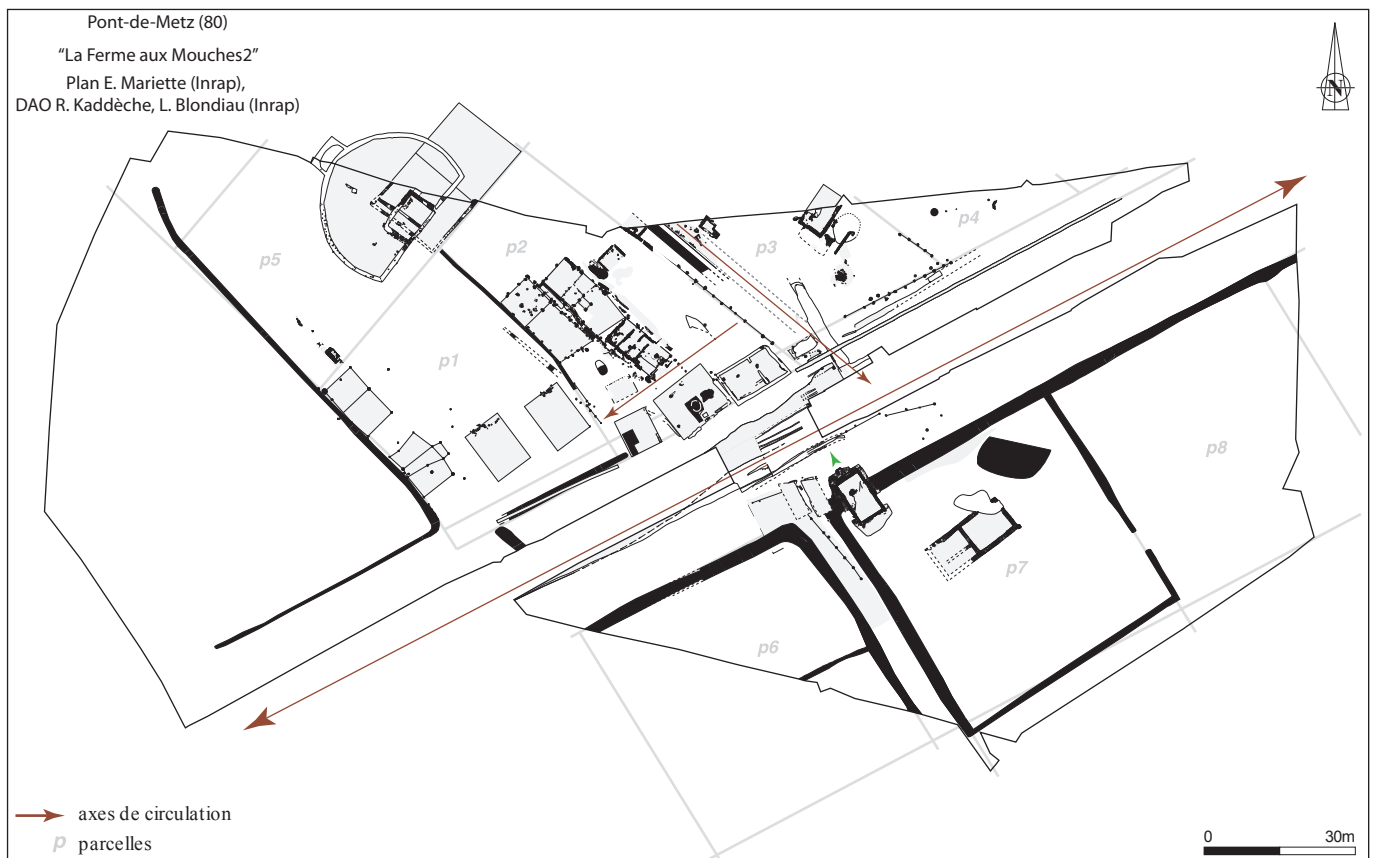 Pont-de-Metz (80)
“La Ferme aux Mouches2”
Plan E. Mariette (Inrap),
DAO R. Kaddèche, L. Blondiau (Inrap)
N
p5
p2
p3
p4
p1
p8
p7
p6
axes de circulation
p parcelles
0 30m